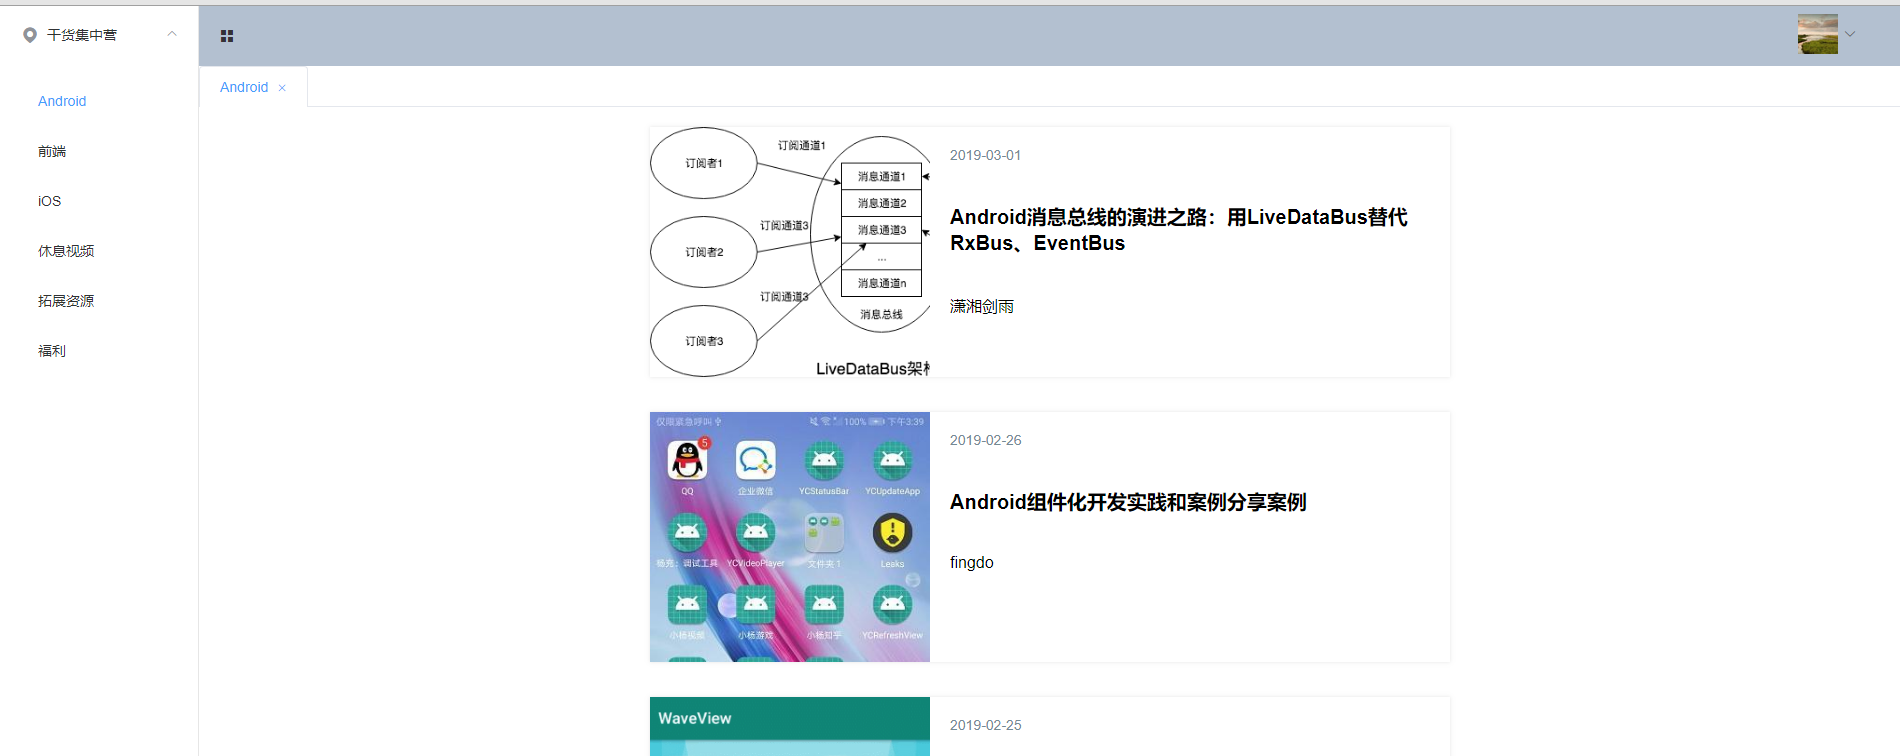 干货集中营
Android
前端
iOS
休息视频
拓展资源
福利
Android ×
订阅者1
订阅通道1
消息通道1
消息通道2
订阅者2
订阅通道3
消息通道3
...
消息通道n
订阅者3
订阅通道3
消息总线
LiveDataBus架
2019-03-01
Android消息总线的演进之路：用LiveDataBus替代
RxBus、EventBus
潇湘剑雨
仅限紧急呼叫 100% 下午3:39
5
QQ 企业微信 YCStatusBar YCUpdateApp
杨充：调试工具 YCVideoPlayer 文件夹 1 Leaks
小杨视频 小杨游戏 小杨知乎 YCRefreshView
2019-02-26
Android组件化开发实践和案例分享案例
fingdo
WaveView
2019-02-25